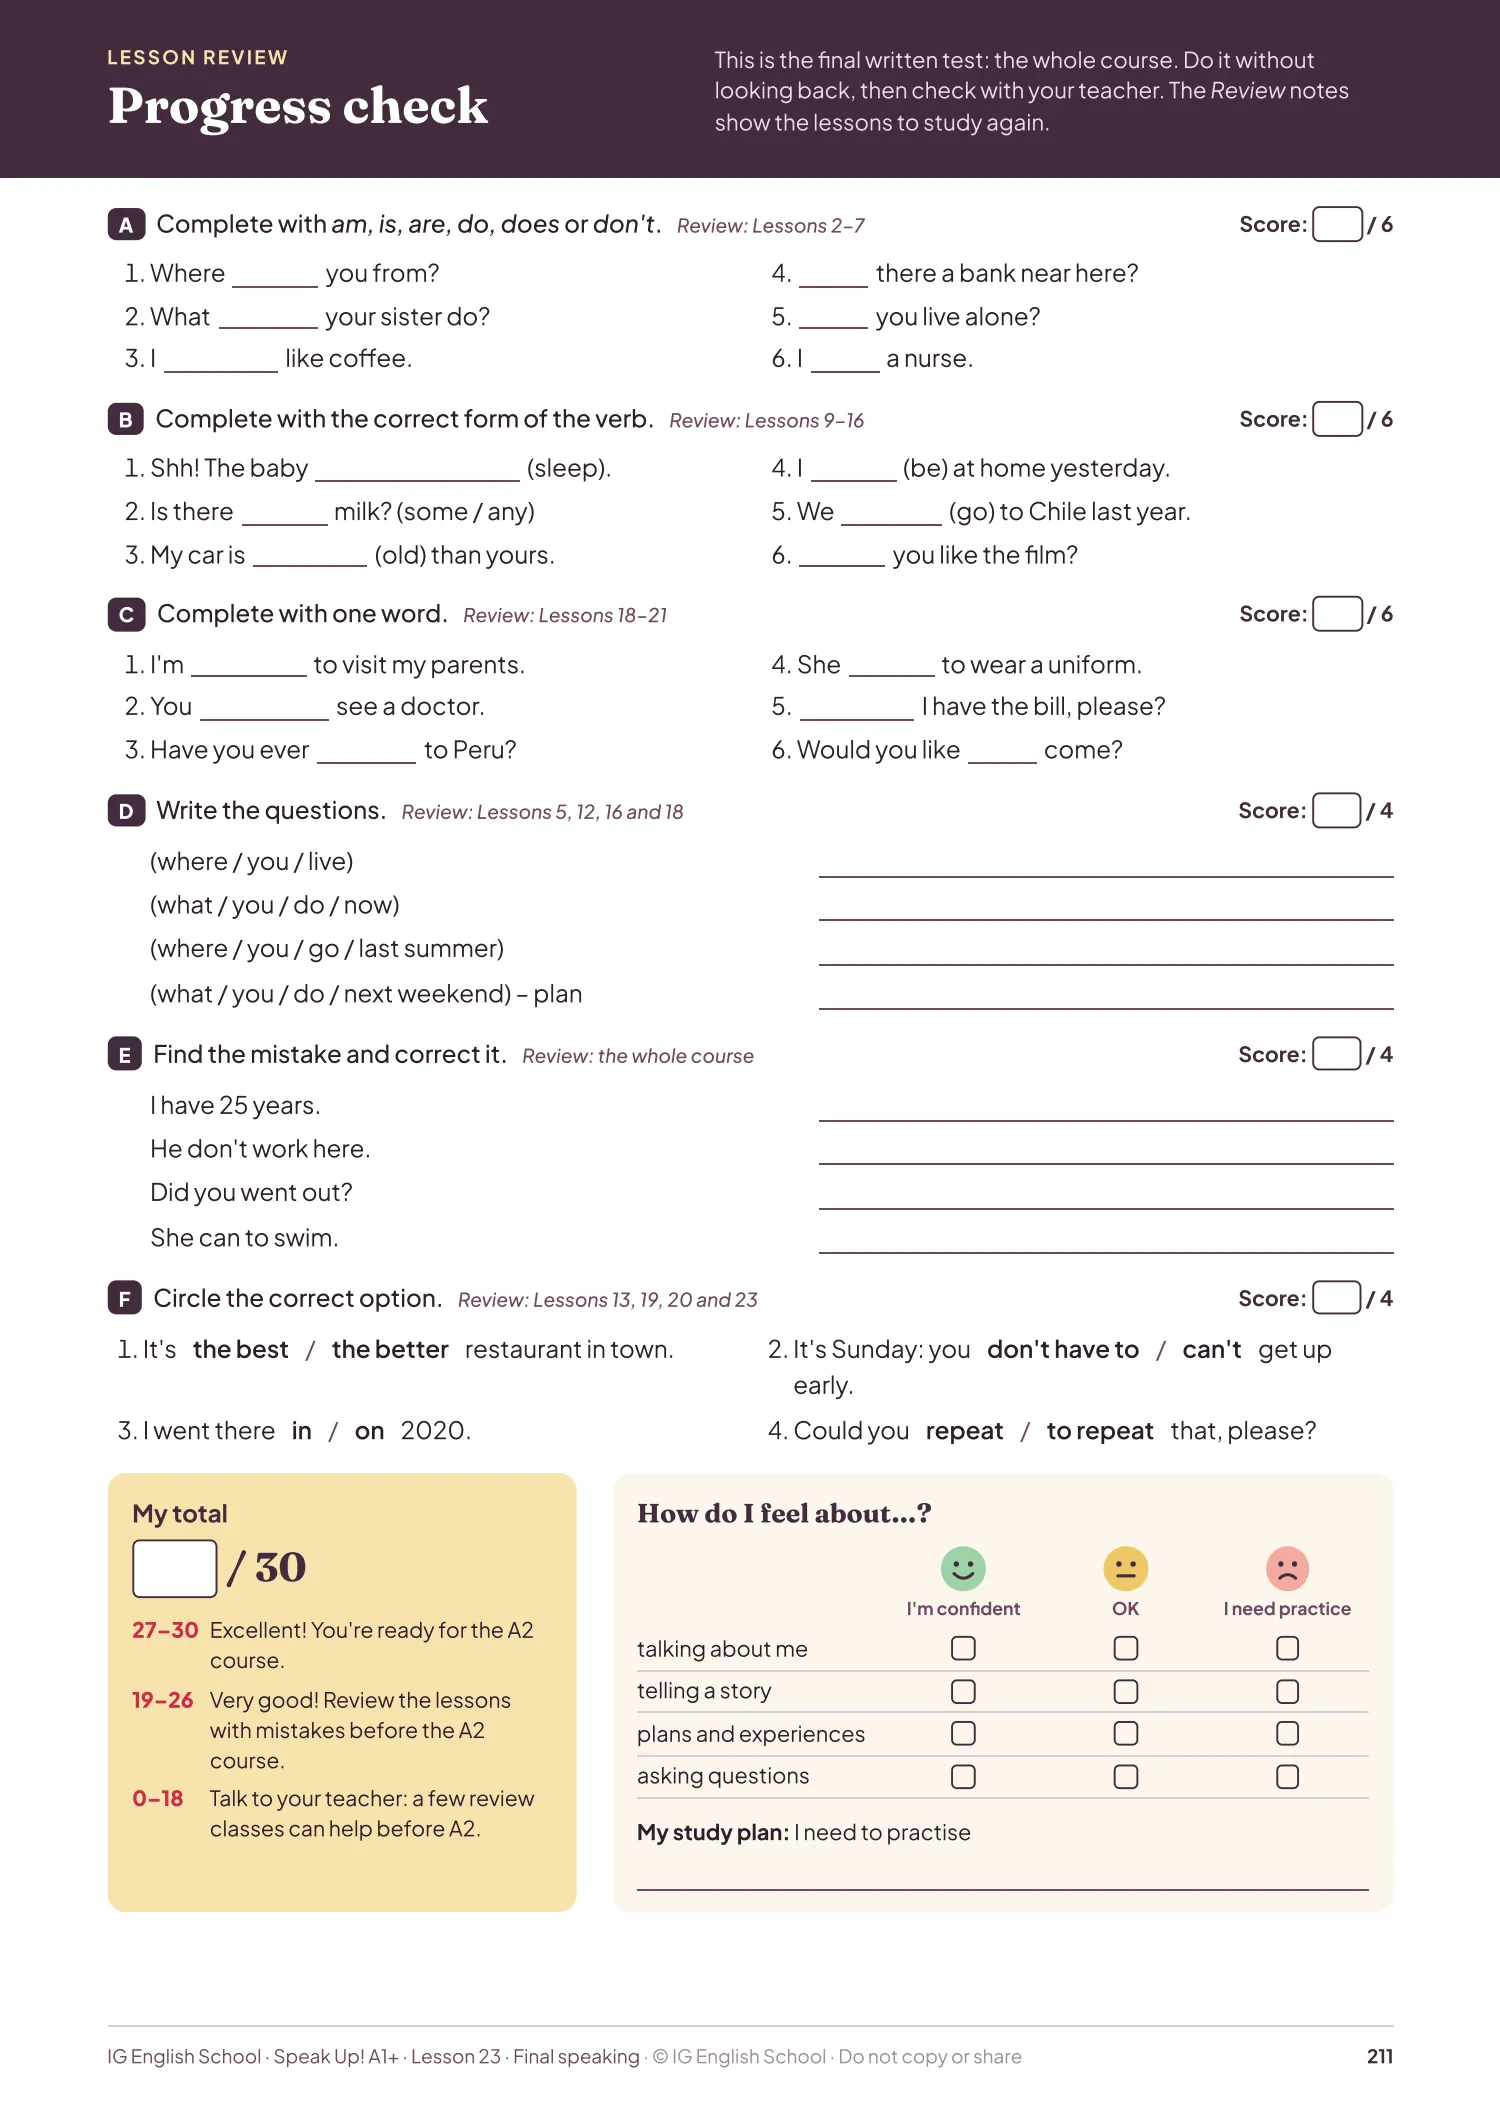 LESSON REVIEW
Progress check
This is the final written test: the whole course. Do it without
looking back, then check with your teacher. The Review notes
show the lessons to study again.
A Complete with am, is, are, do, does or don't. Review: Lessons 2–7 Score: / 6
1. Where ______ you from?
2. What ______ your sister do?
3. I ______ like coffee.
4. ______ there a bank near here?
5. ______ you live alone?
6. I ______ a nurse.
B Complete with the correct form of the verb. Review: Lessons 9–16 Score: / 6
1. Shh! The baby ______ (sleep).
2. Is there ______ milk? (some / any)
3. My car is ______ (old) than yours.
4. I ______ (be) at home yesterday.
5. We ______ (go) to Chile last year.
6. ______ you like the film?
C Complete with one word. Review: Lessons 18–21 Score: / 6
1. I'm ______ to visit my parents.
2. You ______ see a doctor.
3. Have you ever ______ to Peru?
4. She ______ to wear a uniform.
5. ______ I have the bill, please?
6. Would you like ______ come?
D Write the questions. Review: Lessons 5, 12, 16 and 18 Score: / 4
(where / you / live)
(what / you / do / now)
(where / you / go / last summer)
(what / you / do / next weekend) – plan
E Find the mistake and correct it. Review: the whole course Score: / 4
I have 25 years.
He don't work here.
Did you went out?
She can to swim.
F Circle the correct option. Review: Lessons 13, 19, 20 and 23 Score: / 4
1. It's the best / the better restaurant in town.
2. It's Sunday: you don't have to / can't get up
early.
3. I went there in / on 2020.
4. Could you repeat / to repeat that, please?
My total
/ 30
27–30 Excellent! You're ready for the A2
course.
19–26 Very good! Review the lessons
with mistakes before the A2
course.
0–18 Talk to your teacher: a few review
classes can help before A2.
How do I feel about...?
I'm confident OK I need practice
talking about me
telling a story
plans and experiences
asking questions
My study plan: I need to practise
IG English School · Speak Up! A1+ · Lesson 23 · Final speaking · © IG English School · Do not copy or share 211